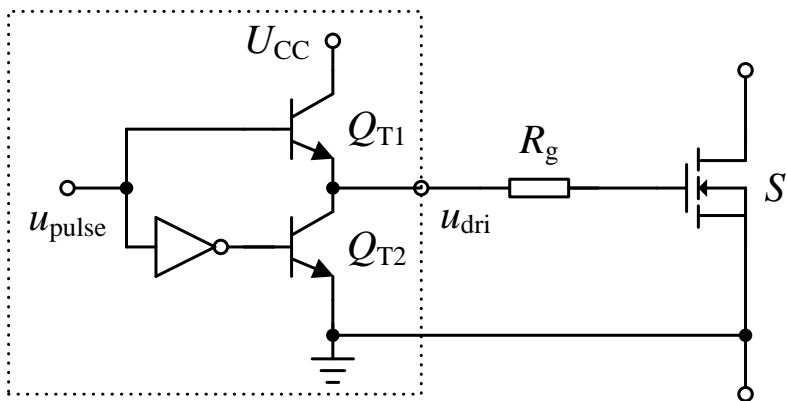 U_CC
Q_T1
R_g
u_pulse
u_dri
S
Q_T2